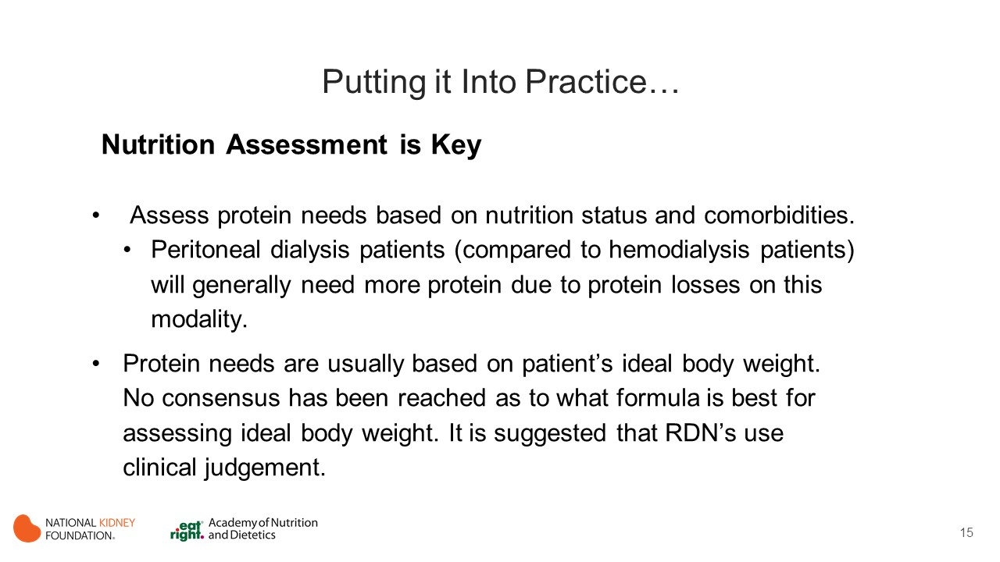 Putting it Into Practice…
Nutrition Assessment is Key
• Assess protein needs based on nutrition status and comorbidities.
• Peritoneal dialysis patients (compared to hemodialysis patients)
will generally need more protein due to protein losses on this
modality.
• Protein needs are usually based on patient’s ideal body weight.
No consensus has been reached as to what formula is best for
assessing ideal body weight. It is suggested that RDN’s use
clinical judgement.
NATIONAL KIDNEY
FOUNDATION®
eat
right.
Academy of Nutrition
and Dietetics
15